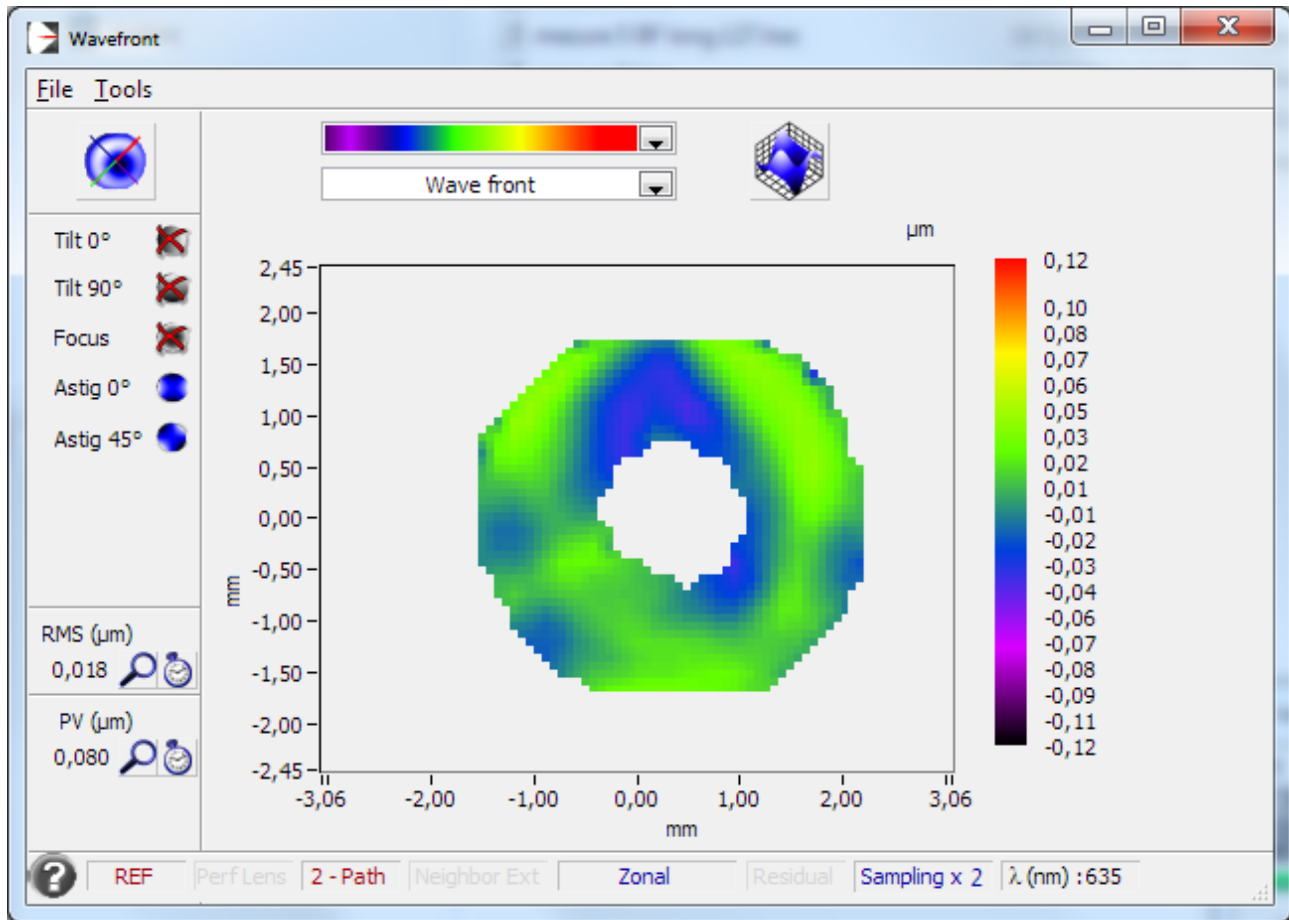 Wavefront
File Tools
Wave front
Tilt 0°
Tilt 90°
Focus
Astig 0°
Astig 45°
RMS (µm)
0,018
PV (µm)
0,080
µm
2,45
2,00
1,50
1,00
0,50
0,00
-0,50
-1,00
-1,50
-2,00
-2,45
mm
-3,06 -2,00 -1,00 0,00 1,00 2,00 3,06
mm
0,12
0,10
0,08
0,07
0,06
0,05
0,03
0,02
0,01
-0,01
-0,02
-0,03
-0,04
-0,06
-0,07
-0,08
-0,09
-0,11
-0,12
REF Perf Lens 2 - Path Neighbor Ext Zonal Residual Sampling x 2 λ (nm) : 635